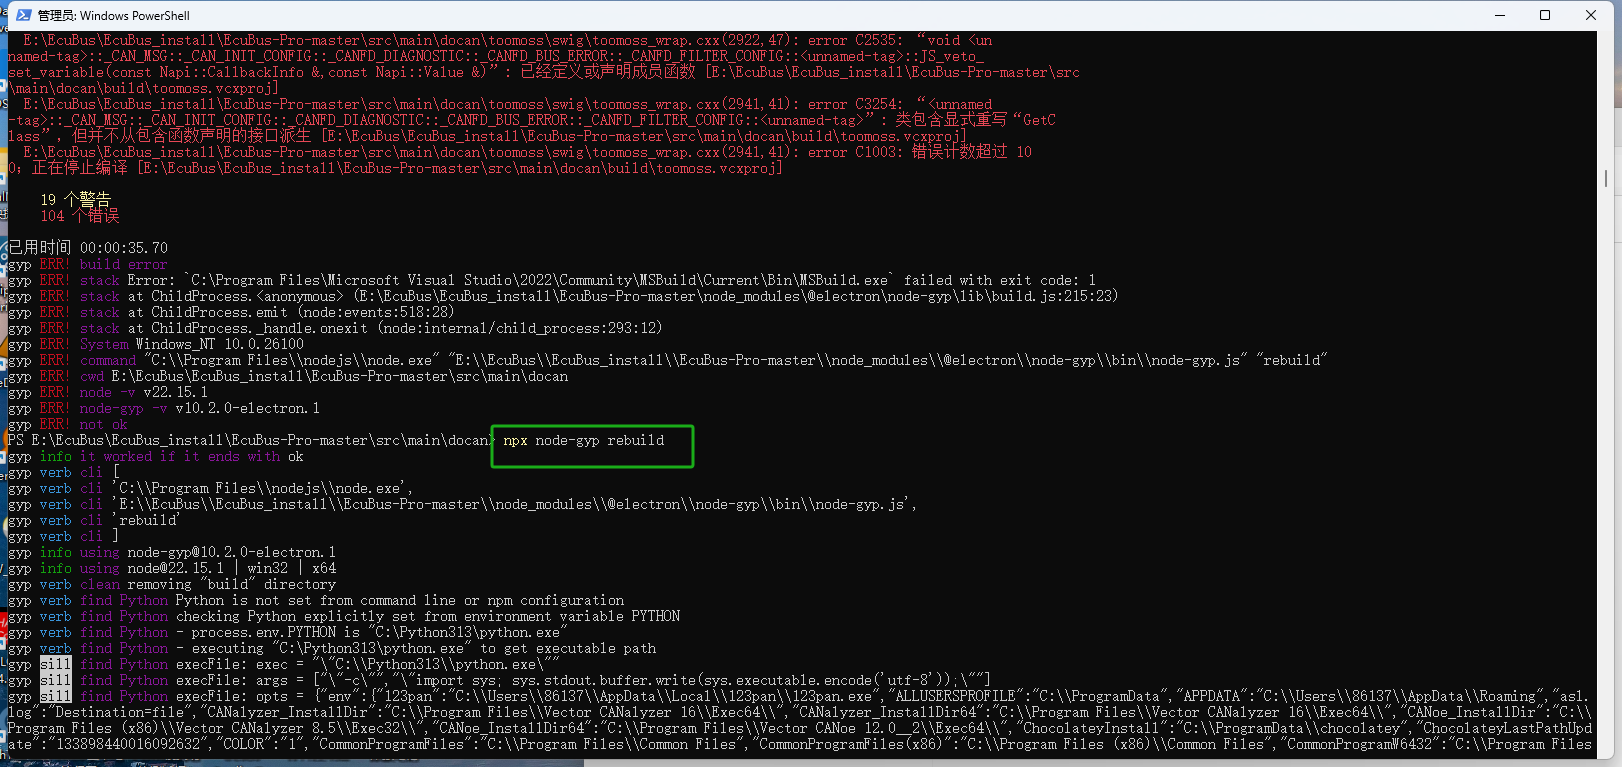 管理员: Windows PowerShell
E:\EcuBus\EcuBus_install\EcuBus-Pro-master\src\main\docan\toomoss\swig\toomoss_wrap.cxx(2922,47): error C2535: “void <un
named-tag>::_CAN_MSG::_CAN_INIT_CONFIG::_CANFD_DIAGNOSTIC::_CANFD_BUS_ERROR::_CANFD_FILTER_CONFIG::<unnamed-tag>::JS_veto_
set_variable(const Napi::CallbackInfo &,const Napi::Value &)”: 已经定义或声明成员函数 [E:\EcuBus\EcuBus_install\EcuBus-Pro-master\src
\main\docan\build\toomoss.vcxproj]
E:\EcuBus\EcuBus_install\EcuBus-Pro-master\src\main\docan\toomoss\swig\toomoss_wrap.cxx(2941,41): error C3254: “<unnamed
-tag>::_CAN_MSG::_CAN_INIT_CONFIG::_CANFD_DIAGNOSTIC::_CANFD_BUS_ERROR::_CANFD_FILTER_CONFIG::<unnamed-tag>”: 类包含显式重写“GetC
lass”, 但并不从包含函数声明的接口派生 [E:\EcuBus\EcuBus_install\EcuBus-Pro-master\src\main\docan\build\toomoss.vcxproj]
E:\EcuBus\EcuBus_install\EcuBus-Pro-master\src\main\docan\toomoss\swig\toomoss_wrap.cxx(2941,41): error C1003: 错误计数超过 10
0; 正在停止编译 [E:\EcuBus\EcuBus_install\EcuBus-Pro-master\src\main\docan\build\toomoss.vcxproj]
19 个警告
104 个错误
已用时间 00:00:35.70
gyp ERR! build error
gyp ERR! stack Error: `C:\Program Files\Microsoft Visual Studio\2022\Community\MSBuild\Current\Bin\MSBuild.exe` failed with exit code: 1
gyp ERR! stack at ChildProcess.<anonymous> (E:\EcuBus\EcuBus_install\EcuBus-Pro-master\node_modules\@electron\node-gyp\lib\build.js:215:23)
gyp ERR! stack at ChildProcess.emit (node:events:518:28)
gyp ERR! stack at ChildProcess._handle.onexit (node:internal/child_process:293:12)
gyp ERR! System Windows_NT 10.0.26100
gyp ERR! command "C:\\Program Files\\nodejs\\node.exe" "E:\\EcuBus\\EcuBus_install\\EcuBus-Pro-master\\node_modules\\@electron\\node-gyp\\bin\\node-gyp.js" "rebuild"
gyp ERR! cwd E:\EcuBus\EcuBus_install\EcuBus-Pro-master\src\main\docan
gyp ERR! node -v v22.15.1
gyp ERR! node-gyp -v v10.2.0-electron.1
gyp ERR! not ok
PS E:\EcuBus\EcuBus_install\EcuBus-Pro-master\src\main\docan> npx node-gyp rebuild
gyp info it worked if it ends with ok
gyp verb cli [
gyp verb cli 'C:\\Program Files\\nodejs\\node.exe',
gyp verb cli 'E:\\EcuBus\\EcuBus_install\\EcuBus-Pro-master\\node_modules\\@electron\\node-gyp\\bin\\node-gyp.js',
gyp verb cli 'rebuild'
gyp verb cli ]
gyp info using node-gyp@10.2.0-electron.1
gyp info using node@22.15.1 | win32 | x64
gyp verb clean removing "build" directory
gyp verb find Python Python is not set from command line or npm configuration
gyp verb find Python checking Python explicitly set from environment variable PYTHON
gyp verb find Python - process.env.PYTHON is "C:\Python313\python.exe"
gyp verb find Python - executing "C:\Python313\python.exe" to get executable path
gyp sill find Python execFile: exec = "\"C:\\Python313\\python.exe\""
gyp sill find Python execFile: args = ["\"-c\"","\"import sys; sys.stdout.buffer.write(sys.executable.encode('utf-8'));\""]
gyp sill find Python execFile: opts = {"env":{"123pan":"C:\\Users\\86137\\AppData\\Local\\123pan\\123pan.exe","ALLUSERSPROFILE":"C:\\ProgramData","APPDATA":"C:\\Users\\86137\\AppData\\Roaming","asl.
log":"Destination=file","CANalyzer_InstallDir":"C:\\Program Files\\Vector CANalyzer 16\\Exec64\\","CANalyzer_InstallDir64":"C:\\Program Files\\Vector CANalyzer 16\\Exec64\\","CANoe_InstallDir":"C:\\
Program Files (x86)\\Vector CANalyzer 8.5\\Exec32\\","CANoe_InstallDir64":"C:\\Program Files\\Vector CANoe 12.0__2\\Exec64\\","ChocolateyInstall":"C:\\ProgramData\\chocolatey","ChocolateyLastPathUpd
ate":"133898440016092632","COLOR":"1","CommonProgramFiles":"C:\\Program Files\\Common Files","CommonProgramFiles(x86)":"C:\\Program Files (x86)\\Common Files","CommonProgramW6432":"C:\\Program Files